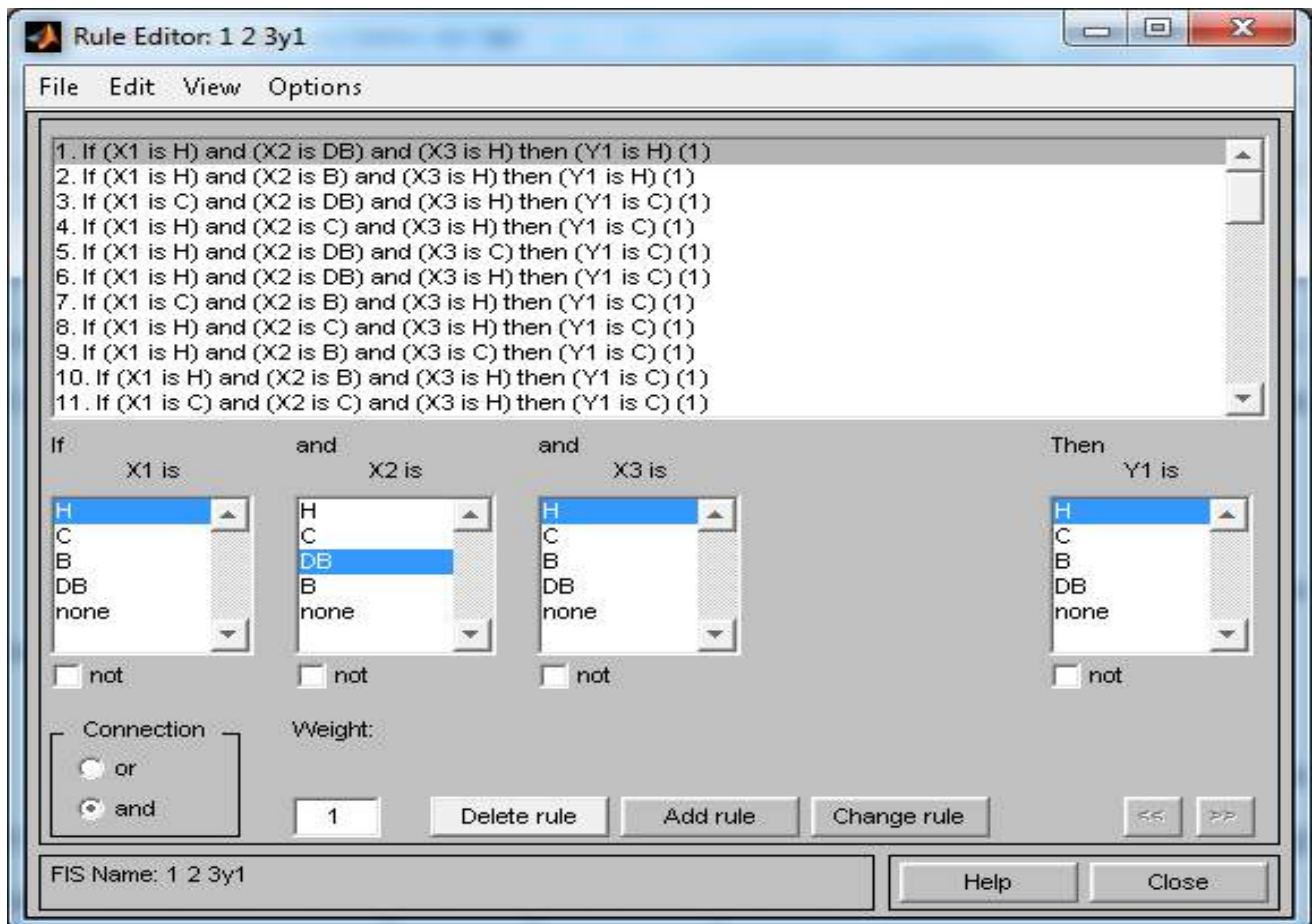 Rule Editor: 1 2 3y1
File Edit View Options
1. If (X1 is H) and (X2 is DB) and (X3 is H) then (Y1 is H) (1)
2. If (X1 is H) and (X2 is B) and (X3 is H) then (Y1 is H) (1)
3. If (X1 is C) and (X2 is DB) and (X3 is H) then (Y1 is C) (1)
4. If (X1 is H) and (X2 is C) and (X3 is H) then (Y1 is C) (1)
5. If (X1 is H) and (X2 is DB) and (X3 is C) then (Y1 is C) (1)
6. If (X1 is H) and (X2 is DB) and (X3 is H) then (Y1 is C) (1)
7. If (X1 is C) and (X2 is B) and (X3 is H) then (Y1 is C) (1)
8. If (X1 is H) and (X2 is C) and (X3 is H) then (Y1 is C) (1)
9. If (X1 is H) and (X2 is B) and (X3 is C) then (Y1 is C) (1)
10. If (X1 is H) and (X2 is B) and (X3 is H) then (Y1 is C) (1)
11. If (X1 is C) and (X2 is C) and (X3 is H) then (Y1 is C) (1)
If and and Then
X1 is X2 is X3 is Y1 is
H H H H
C C C C
B DB B B
DB B DB DB
none none none none
not not not not
Connection Weight:
or
and 1 Delete rule Add rule Change rule << >>
FIS Name: 1 2 3y1 Help Close